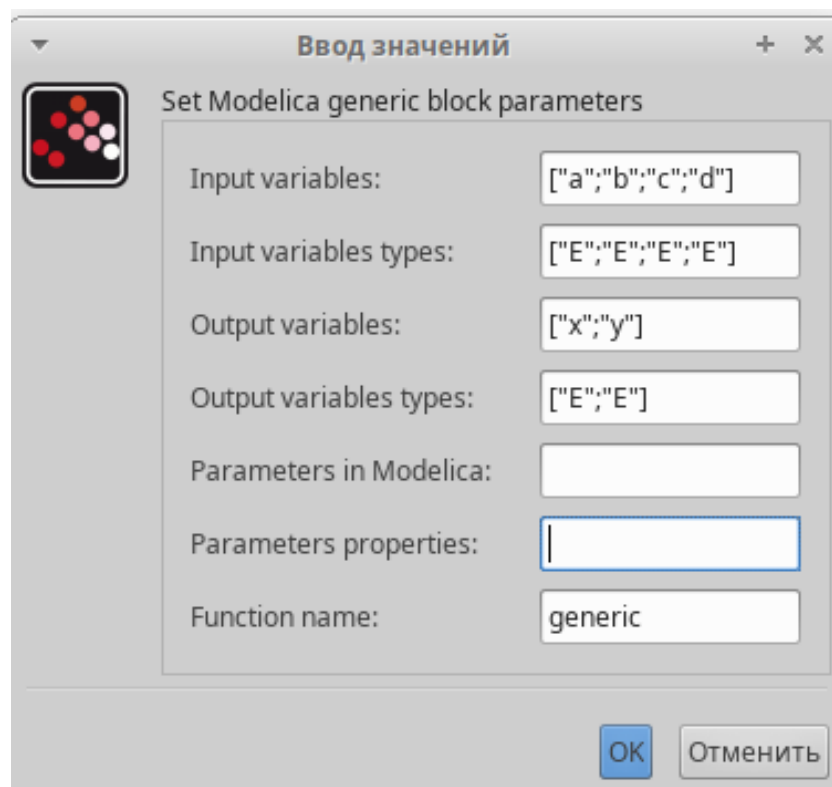 Ввод значений
Set Modelica generic block parameters
Input variables: ["a";"b";"c";"d"]
Input variables types: ["E";"E";"E";"E"]
Output variables: ["x";"y"]
Output variables types: ["E";"E"]
Parameters in Modelica:
Parameters properties:
Function name: generic
OK Отменить